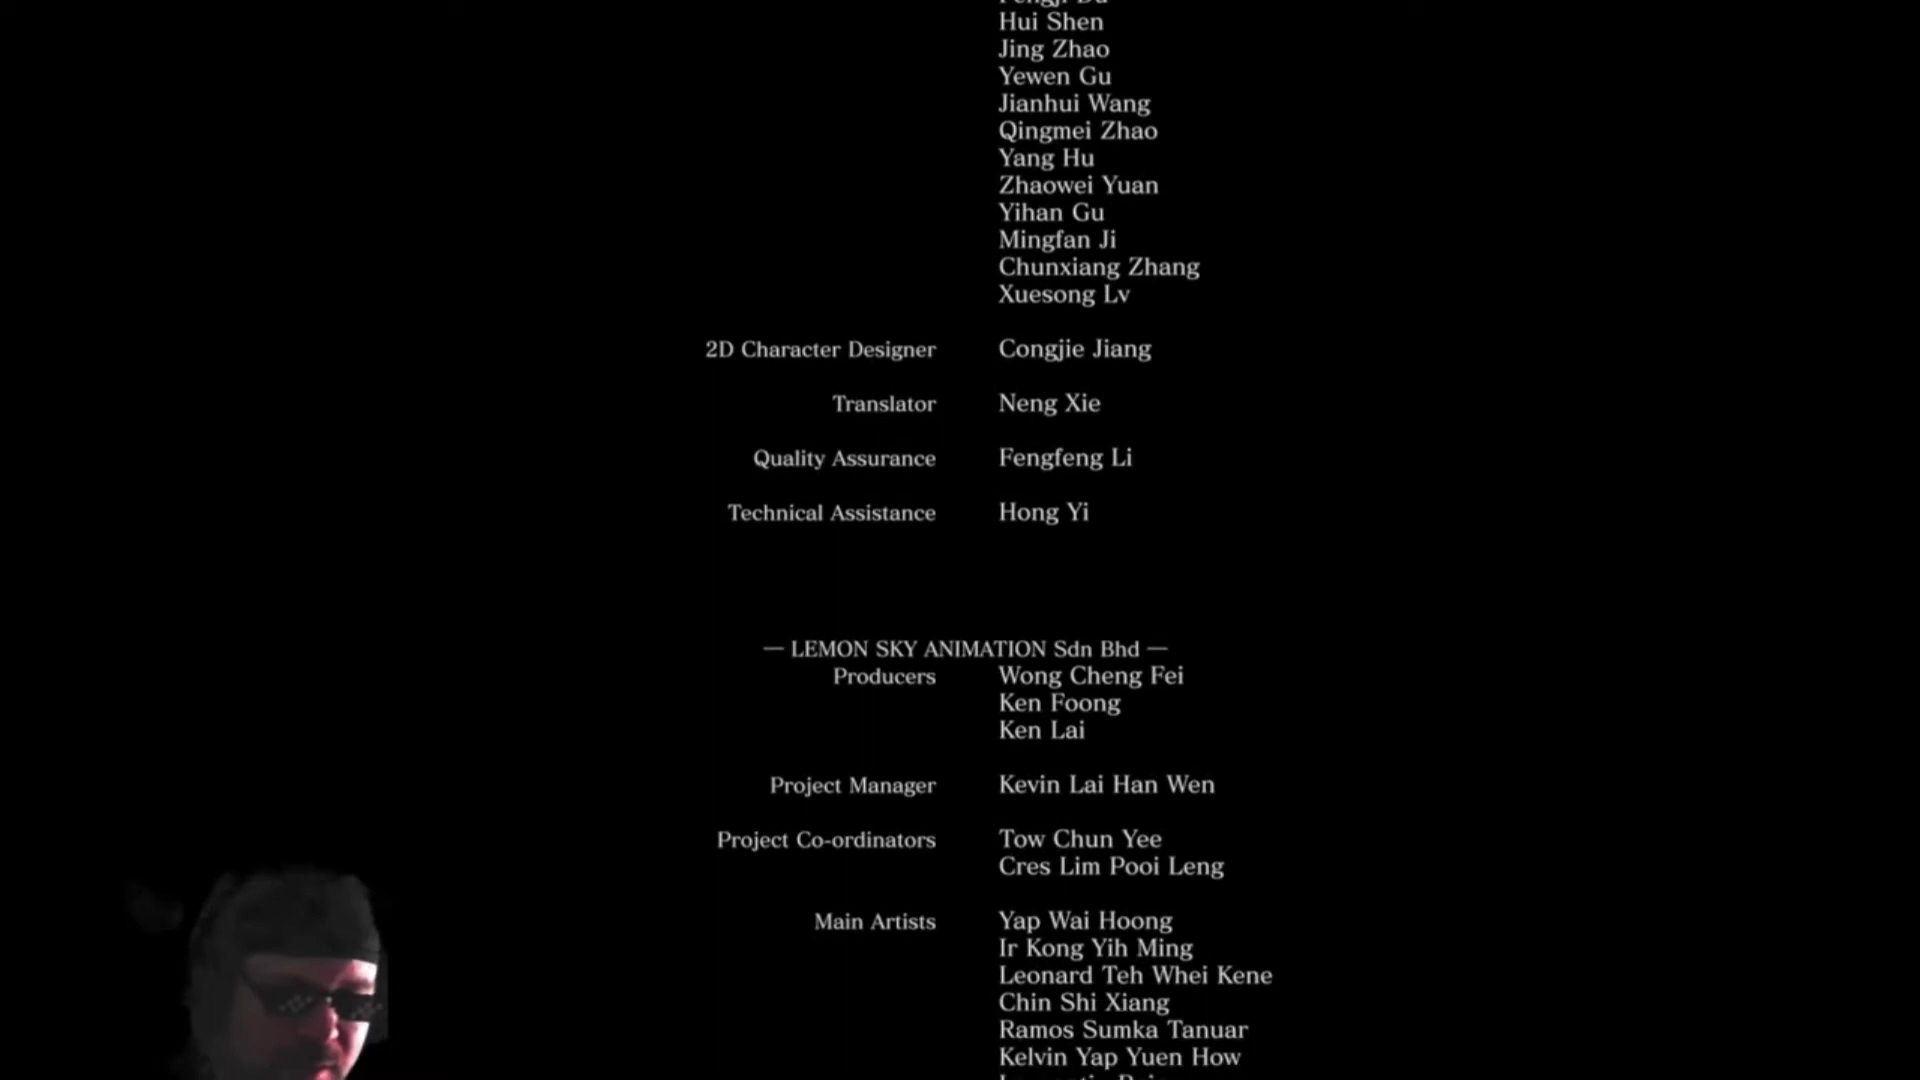 Hui Shen
Jing Zhao
Yewen Gu
Jianhui Wang
Qingmei Zhao
Yang Hu
Zhaowei Yuan
Yihan Gu
Mingfan Ji
Chunxiang Zhang
Xuesong Lv
2D Character Designer Congjie Jiang
Translator Neng Xie
Quality Assurance Fengfeng Li
Technical Assistance Hong Yi
— LEMON SKY ANIMATION Sdn Bhd —
Producers Wong Cheng Fei
Ken Foong
Ken Lai
Project Manager Kevin Lai Han Wen
Project Co-ordinators Tow Chun Yee
Cres Lim Pooi Leng
Main Artists Yap Wai Hoong
Ir Kong Yih Ming
Leonard Teh Whei Kene
Chin Shi Xiang
Ramos Sumka Tanuar
Kelvin Yap Yuen How